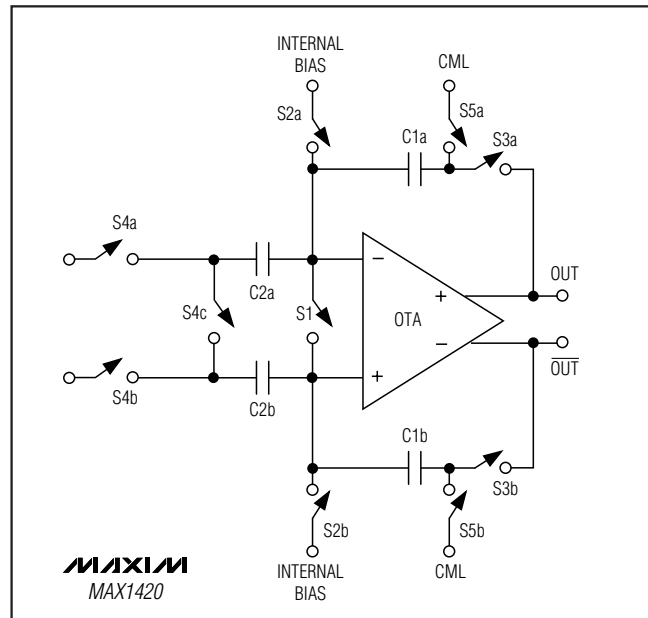 INTERNAL
BIAS
CML
S2a
S5a
C1a
S3a
S4a
C2a
S4c
S1
−
+
OTA
−
+
OUT
OUT
S4b
C2b
C1b
S3b
S2b
S5b
INTERNAL
BIAS
CML
MAXIM
MAX1420